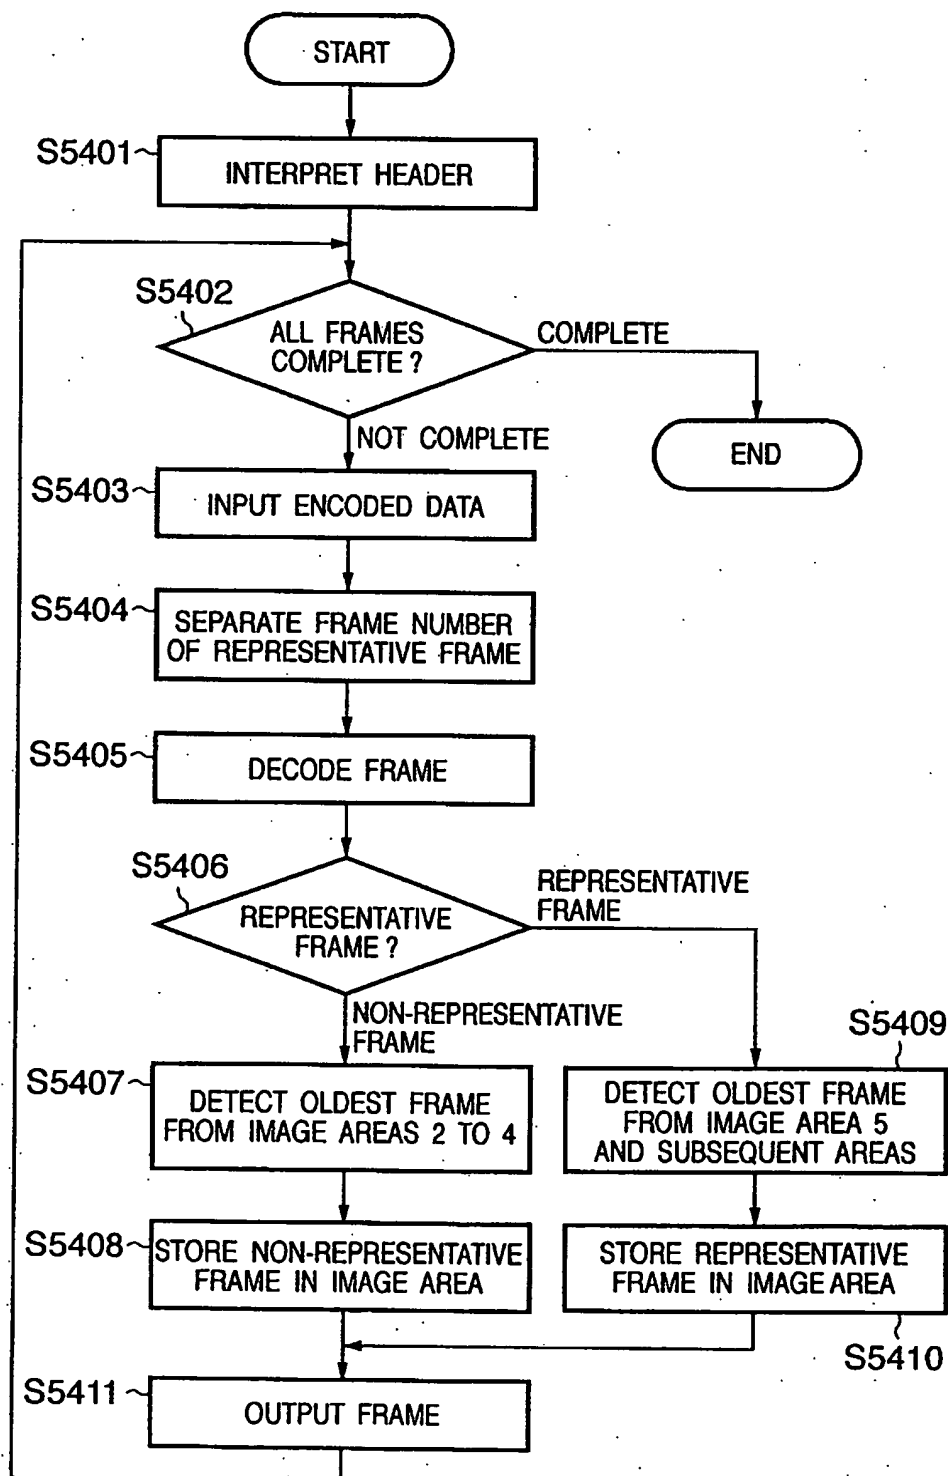 START
S5401
INTERPRET HEADER
S5402
ALL FRAMES
COMPLETE ?
COMPLETE
END
NOT COMPLETE
S5403
INPUT ENCODED DATA
S5404
SEPARATE FRAME NUMBER
OF REPRESENTATIVE FRAME
S5405
DECODE FRAME
S5406
REPRESENTATIVE
FRAME ?
REPRESENTATIVE
FRAME
NON-REPRESENTATIVE
FRAME
S5407
DETECT OLDEST FRAME
FROM IMAGE AREAS 2 TO 4
S5409
DETECT OLDEST FRAME
FROM IMAGE AREA 5
AND SUBSEQUENT AREAS
S5408
STORE NON-REPRESENTATIVE
FRAME IN IMAGE AREA
STORE REPRESENTATIVE
FRAME IN IMAGE AREA
S5410
S5411
OUTPUT FRAME